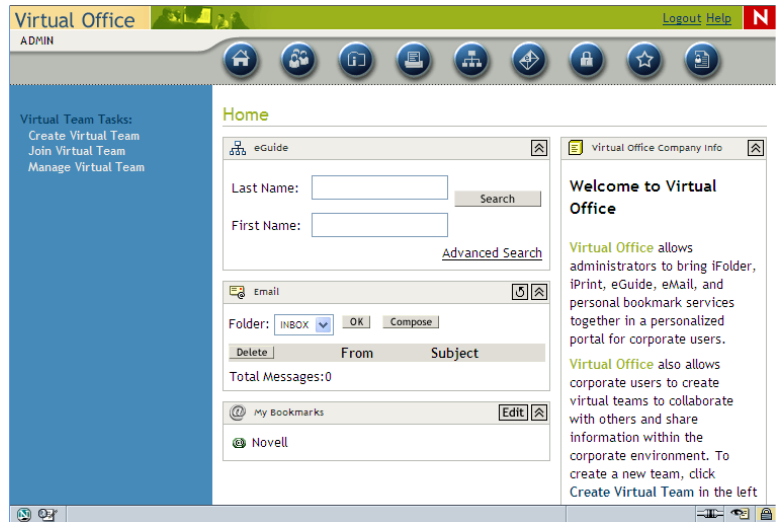 Virtual Office
Logout Help
N
ADMIN
Virtual Team Tasks:
Create Virtual Team
Join Virtual Team
Manage Virtual Team
Home
eGuide
Last Name:
Search
First Name:
Advanced Search
Email
Folder: INBOX OK Compose
Delete From Subject
Total Messages:0
My Bookmarks Edit
Novell
Virtual Office Company Info
Welcome to Virtual
Office
Virtual Office allows
administrators to bring iFolder,
iPrint, eGuide, eMail, and
personal bookmark services
together in a personalized
portal for corporate users.
Virtual Office also allows
corporate users to create
virtual teams to collaborate
with others and share
information within the
corporate environment. To
create a new team, click
Create Virtual Team in the left